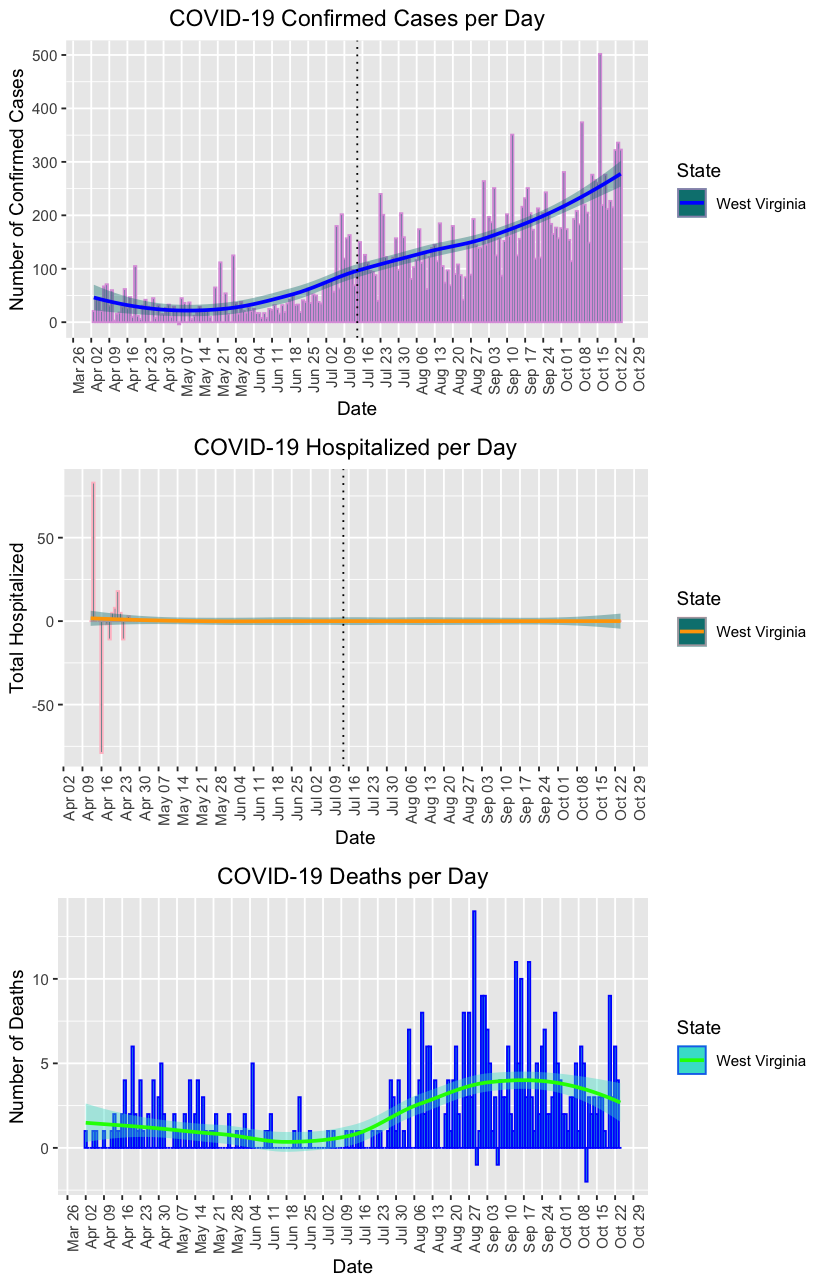 COVID-19 Confirmed Cases per Day
Number of Confirmed Cases
500
400
300
200
100
0
Mar 26
Apr 02
Apr 09
Apr 16
Apr 23
Apr 30
May 07
May 14
May 21
May 28
Jun 04
Jun 11
Jun 18
Jun 25
Jul 02
Jul 09
Jul 16
Jul 23
Jul 30
Aug 06
Aug 13
Aug 20
Aug 27
Sep 03
Sep 10
Sep 17
Sep 24
Oct 01
Oct 08
Oct 15
Oct 22
Oct 29
Date
State
West Virginia
COVID-19 Hospitalized per Day
Total Hospitalized
50
0
-50
Apr 02
Apr 09
Apr 16
Apr 23
Apr 30
May 07
May 14
May 21
May 28
Jun 04
Jun 11
Jun 18
Jun 25
Jul 02
Jul 09
Jul 16
Jul 23
Jul 30
Aug 06
Aug 13
Aug 20
Aug 27
Sep 03
Sep 10
Sep 17
Sep 24
Oct 01
Oct 08
Oct 15
Oct 22
Oct 29
Date
State
West Virginia
COVID-19 Deaths per Day
Number of Deaths
10
5
0
Mar 26
Apr 02
Apr 09
Apr 16
Apr 23
Apr 30
May 07
May 14
May 21
May 28
Jun 04
Jun 11
Jun 18
Jun 25
Jul 02
Jul 09
Jul 16
Jul 23
Jul 30
Aug 06
Aug 13
Aug 20
Aug 27
Sep 03
Sep 10
Sep 17
Sep 24
Oct 01
Oct 08
Oct 15
Oct 22
Oct 29
Date
State
West Virginia